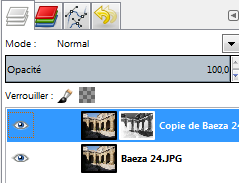 Mode : Normal
Opacité 100,0
Verrouiller :
Copie de Baeza 24
Baeza 24.JPG